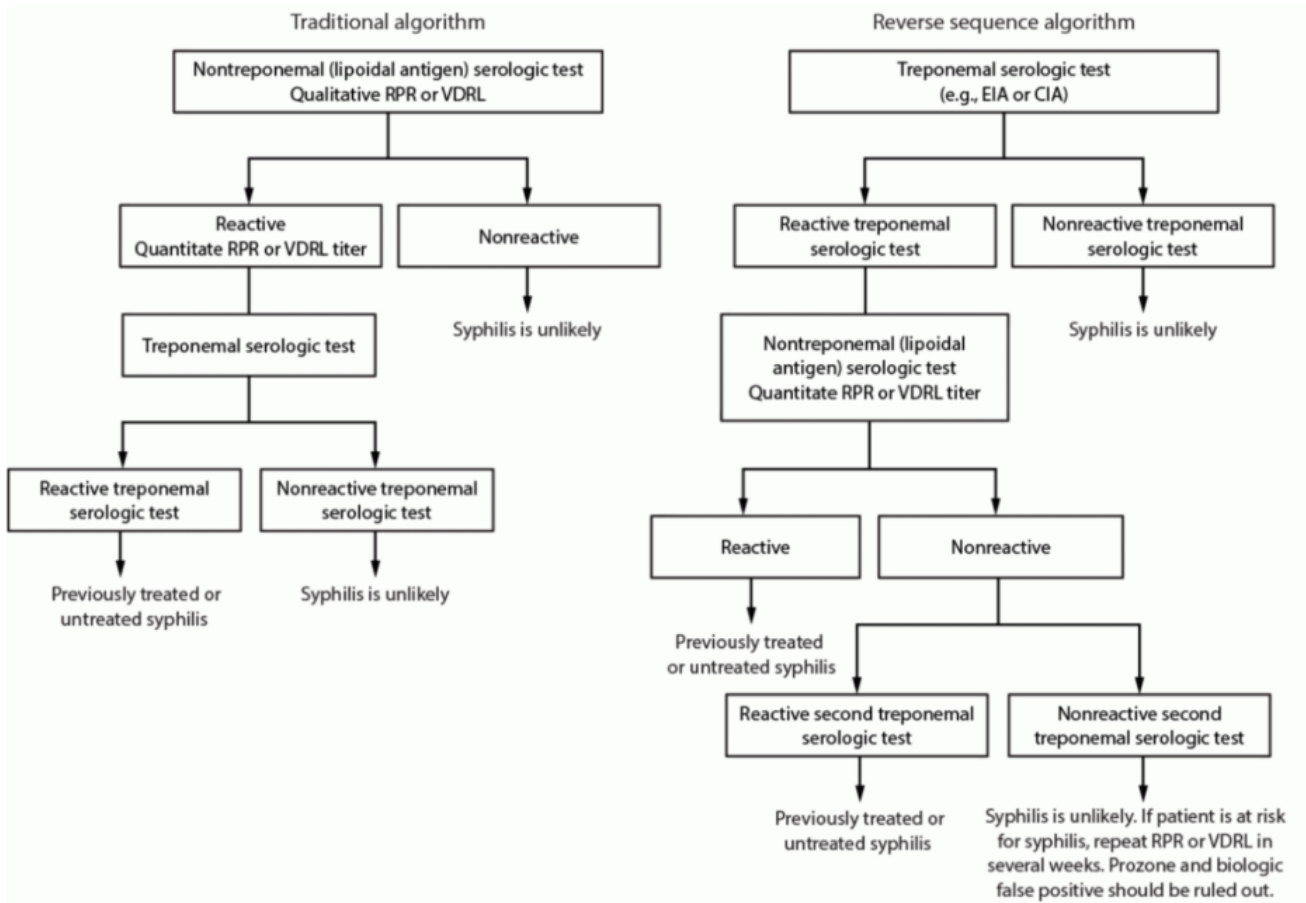 Traditional algorithm
Nontreponemal (lipoidal antigen) serologic test
Qualitative RPR or VDRL
Reactive
Quantitate RPR or VDRL titer
Nonreactive
Syphilis is unlikely
Treponemal serologic test
Reactive treponemal
serologic test
Nonreactive treponemal
serologic test
Previously treated or
untreated syphilis
Syphilis is unlikely
Reverse sequence algorithm
Treponemal serologic test
(e.g., EIA or CIA)
Reactive treponemal
serologic test
Nonreactive treponemal
serologic test
Syphilis is unlikely
Nontreponemal (lipoidal
antigen) serologic test
Quantitate RPR or VDRL titer
Reactive
Nonreactive
Previously treated
or untreated syphilis
Reactive second treponemal
serologic test
Nonreactive second
treponemal serologic test
Previously treated or
untreated syphilis
Syphilis is unlikely. If patient is at risk
for syphilis, repeat RPR or VDRL in
several weeks. Prozone and biologic
false positive should be ruled out.